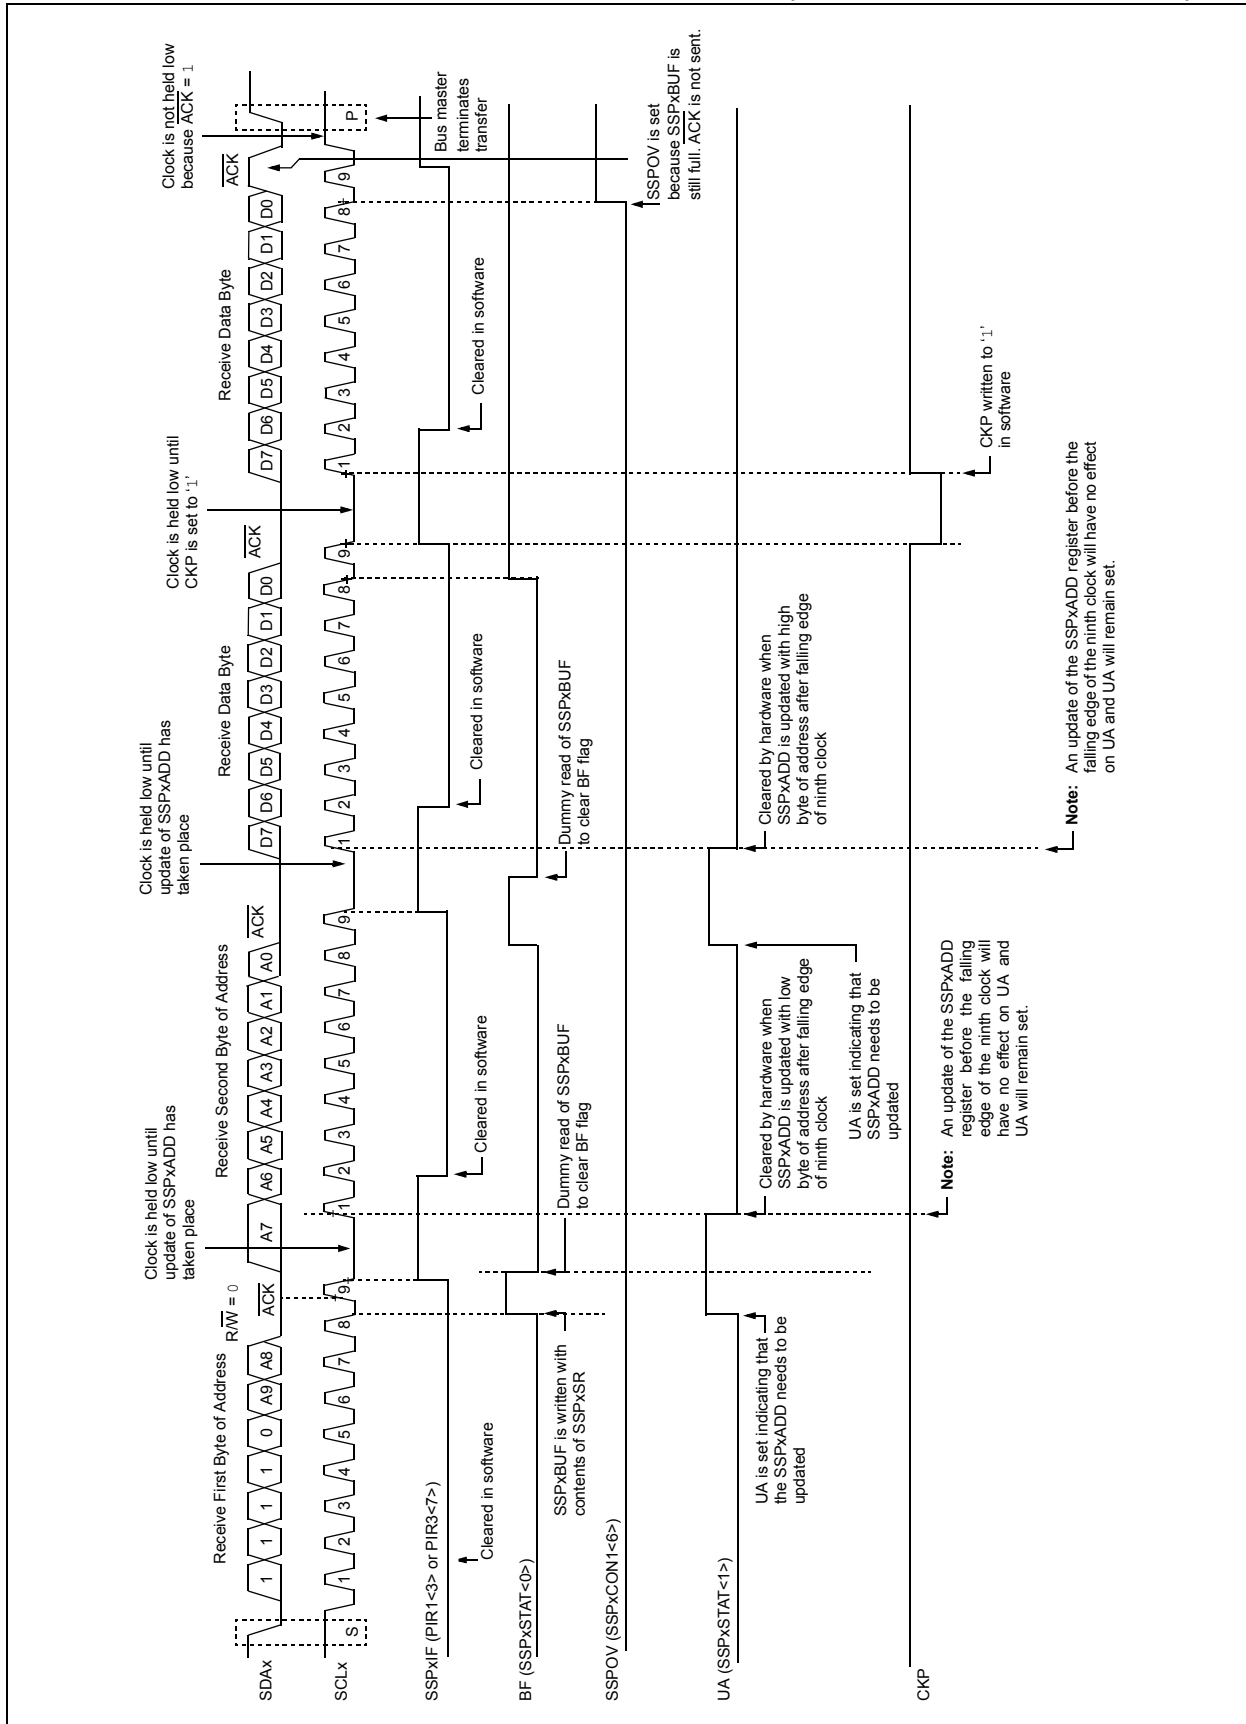 Receive First Byte of Address
R/W = 0
Clock is held low until
update of SSPxADD has
taken place
Receive Second Byte of Address
Clock is held low until
update of SSPxADD has
taken place
Receive Data Byte
Clock is held low until
CKP is set to ‘1’
Receive Data Byte
Clock is not held low
because ACK = 1
SDAx
1 1 1 1 0 A9 A8 ACK A7 A6 A5 A4 A3 A2 A1 A0 ACK D7 D6 D5 D4 D3 D2 D1 D0 ACK D7 D6 D5 D4 D3 D2 D1 D0 ACK
SCLx
S 1 2 3 4 5 6 7 8 9 1 2 3 4 5 6 7 8 9 1 2 3 4 5 6 7 8 9 1 2 3 4 5 6 7 8 9 P
Bus master
terminates
transfer
SSPxIF (PIR1<3> or PIR3<7>)
Cleared in software
Cleared in software
Cleared in software
Cleared in software
BF (SSPxSTAT<0>)
SSPxBUF is written with
contents of SSPxSR
Dummy read of SSPxBUF
to clear BF flag
Dummy read of SSPxBUF
to clear BF flag
SSPOV (SSPxCON1<6>)
SSPOV is set
because SSPxBUF is
still full. ACK is not sent.
UA (SSPxSTAT<1>)
UA is set indicating that
the SSPxADD needs to be
updated
Cleared by hardware when
SSPxADD is updated with low
byte of address after falling edge
of ninth clock
UA is set indicating that
SSPxADD needs to be
updated
Cleared by hardware when
SSPxADD is updated with high
byte of address after falling edge
of ninth clock
CKP
CKP written to ‘1’
in software
Note: An update of the SSPxADD
register before the falling
edge of the ninth clock will
have no effect on UA and
UA will remain set.
Note: An update of the SSPxADD register before the
falling edge of the ninth clock will have no effect
on UA and UA will remain set.